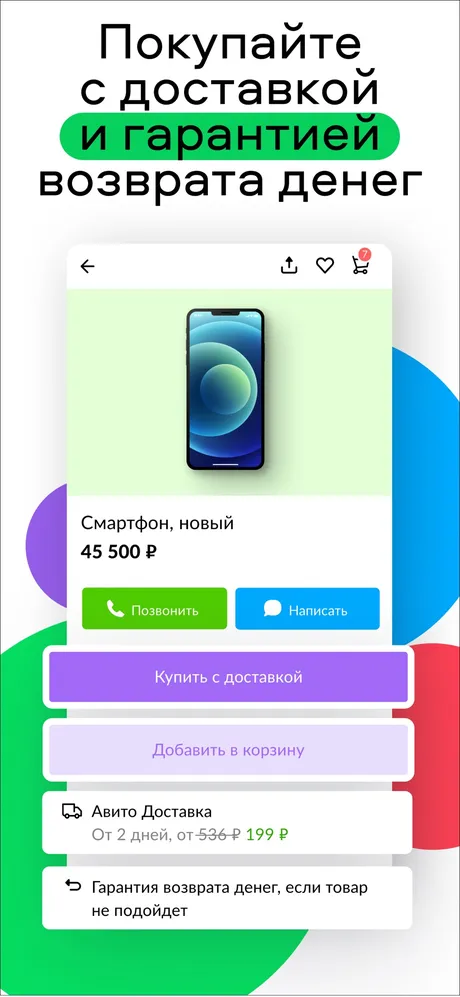 Покупайте
с доставкой
и гарантией
возврата денег
7
Смартфон, новый
45 500 ₽
Позвонить
Написать
Купить с доставкой
Добавить в корзину
Авито Доставка
От 2 дней, от 536 ₽ 199 ₽
Гарантия возврата денег, если товар
не подойдет